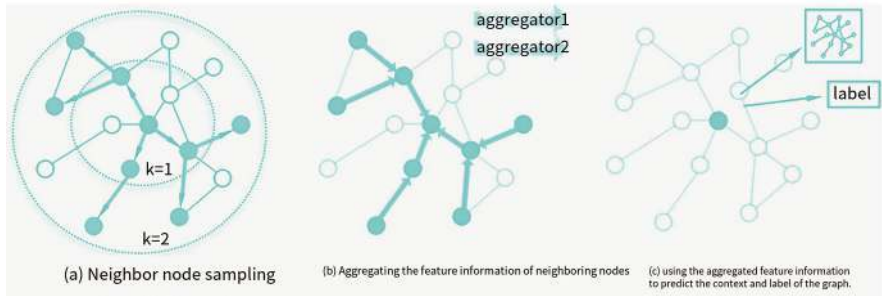 aggregator1
aggregator2
label
k=1
k=2
(a) Neighbor node sampling
(b) Aggregating the feature information of neighboring nodes
(c) using the aggregated feature information
to predict the context and label of the graph.